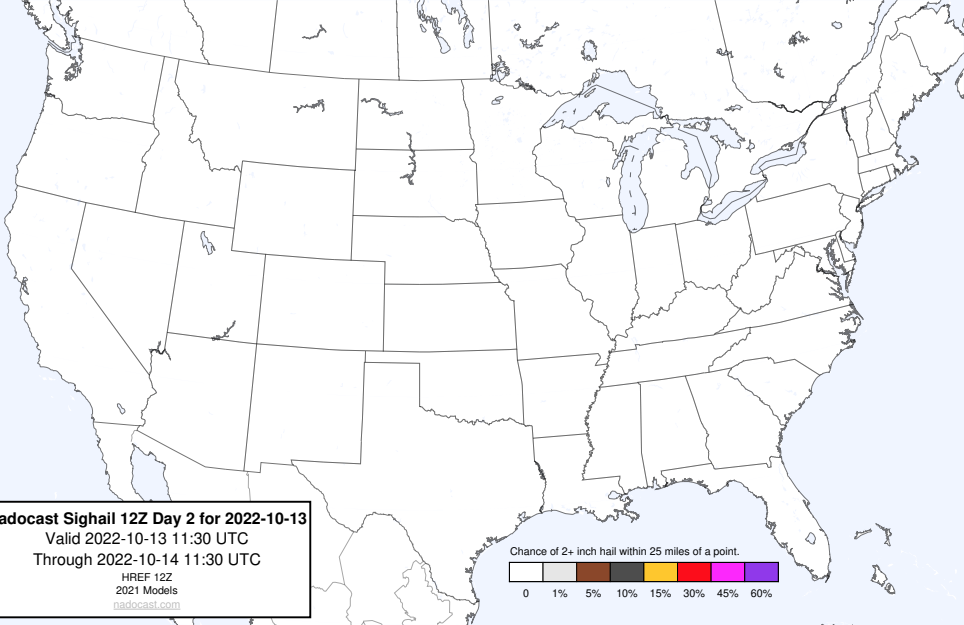 adocast Sighail 12Z Day 2 for 2022-10-13
Valid 2022-10-13 11:30 UTC
Through 2022-10-14 11:30 UTC
HREF 12Z
2021 Models
nadocast.com
Chance of 2+ inch hail within 25 miles of a point.
0 1% 5% 10% 15% 30% 45% 60%